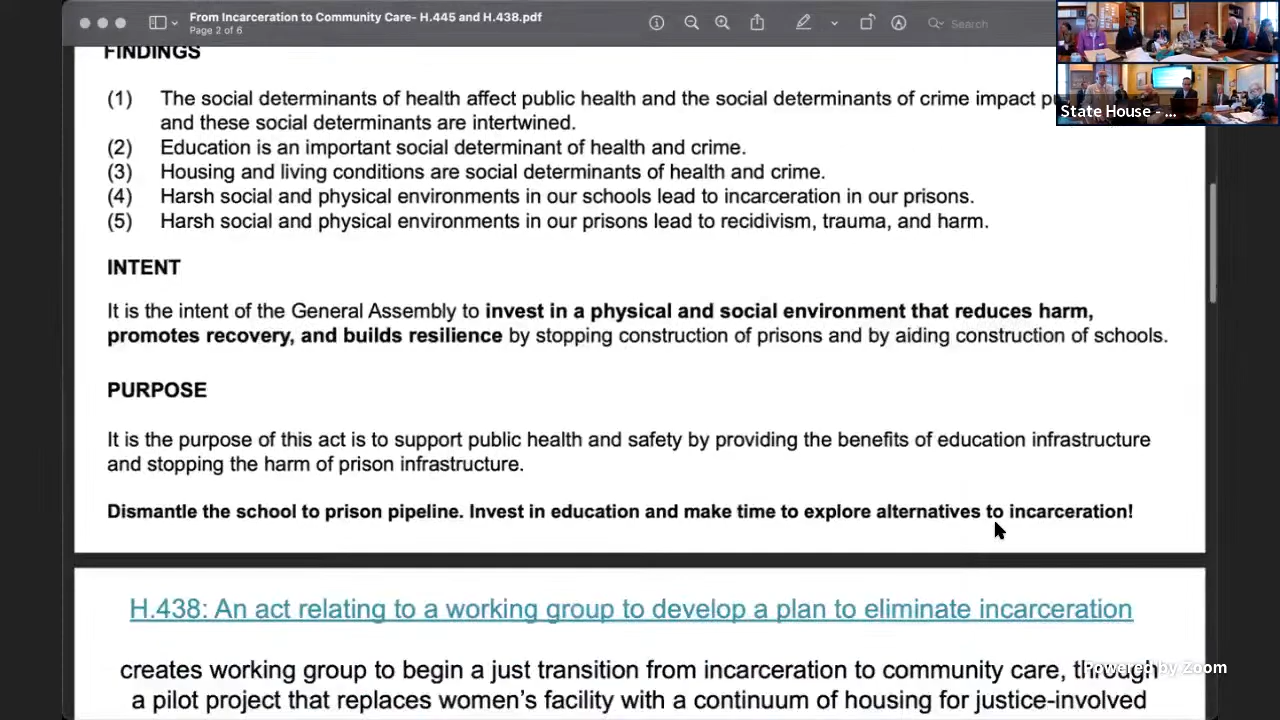 From Incarceration to Community Care- H.445 and H.438.pdf
Page 2 of 6
Search
State House - ...
FINDINGS
(1) The social determinants of health affect public health and the social determinants of crime impact
and these social determinants are intertwined.
(2) Education is an important social determinant of health and crime.
(3) Housing and living conditions are social determinants of health and crime.
(4) Harsh social and physical environments in our schools lead to incarceration in our prisons.
(5) Harsh social and physical environments in our prisons lead to recidivism, trauma, and harm.
INTENT
It is the intent of the General Assembly to invest in a physical and social environment that reduces harm,
promotes recovery, and builds resilience by stopping construction of prisons and by aiding construction of schools.
PURPOSE
It is the purpose of this act is to support public health and safety by providing the benefits of education infrastructure
and stopping the harm of prison infrastructure.
Dismantle the school to prison pipeline. Invest in education and make time to explore alternatives to incarceration!
H.438: An act relating to a working group to develop a plan to eliminate incarceration
creates working group to begin a just transition from incarceration to community care, through
a pilot project that replaces women's facility with a continuum of housing for justice-involved
Powered by Zoom